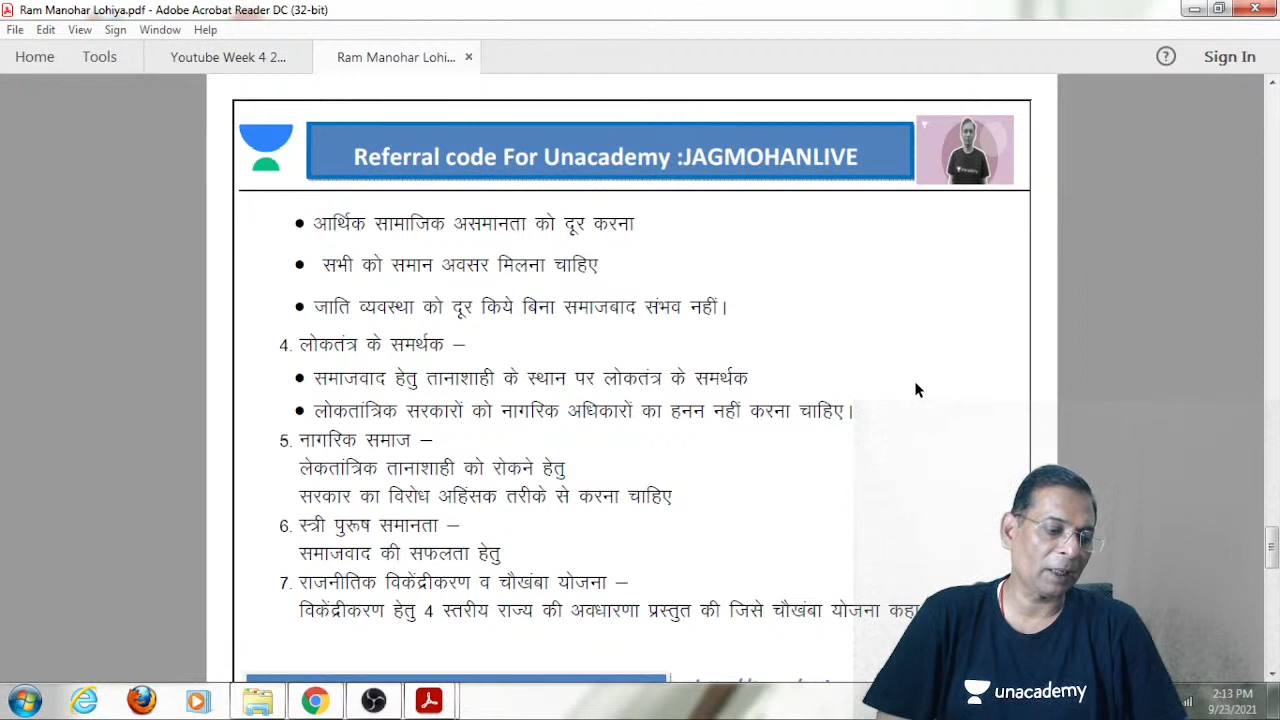 Ram Manohar Lohiya.pdf - Adobe Acrobat Reader DC (32-bit)
File Edit View Sign Window Help
Home Tools Youtube Week 4 2... Ram Manohar Lohi... × ? Sign In
Referral code For Unacademy :JAGMOHANLIVE
• आर्थिक सामाजिक असमानता को दूर करना
• सभी को समान अवसर मिलना चाहिए
• जाति व्यवस्था को दूर किये बिना समाजबाद संभव नहीं।
4. लोकतंत्र के समर्थक –
• समाजवाद हेतु तानाशाही के स्थान पर लोकतंत्र के समर्थक
• लोकतांत्रिक सरकारों को नागरिक अधिकारों का हनन नहीं करना चाहिए।
5. नागरिक समाज –
लेकतांत्रिक तानाशाही को रोकने हेतु
सरकार का विरोध अहिंसक तरीके से करना चाहिए
6. स्त्री पुरूष समानता –
समाजवाद की सफलता हेतु
7. राजनीतिक विकेंद्रीकरण व चौखंबा योजना –
विकेंद्रीकरण हेतु 4 स्तरीय राज्य की अवधारणा प्रस्तुत की जिसे चौखंबा योजना कहा
unacademy
2:13 PM
9/23/2021